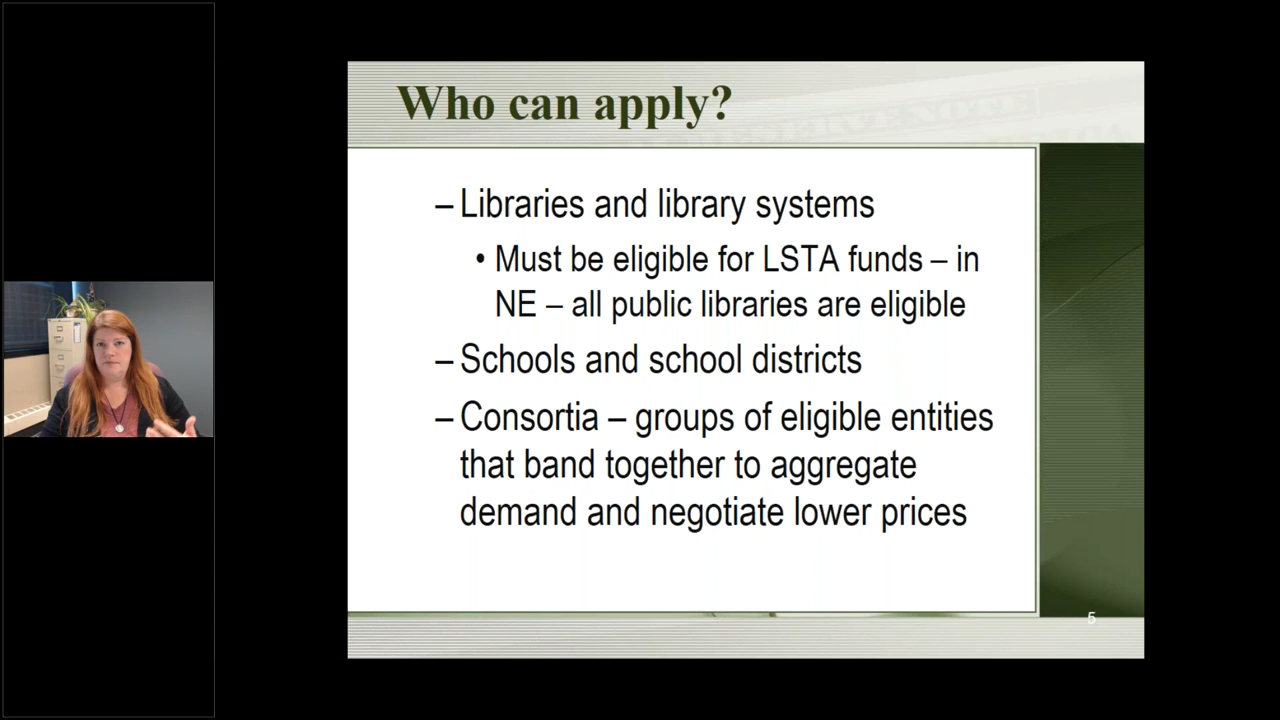 Who can apply?
– Libraries and library systems
• Must be eligible for LSTA funds – in
NE – all public libraries are eligible
– Schools and school districts
– Consortia – groups of eligible entities
that band together to aggregate
demand and negotiate lower prices
5